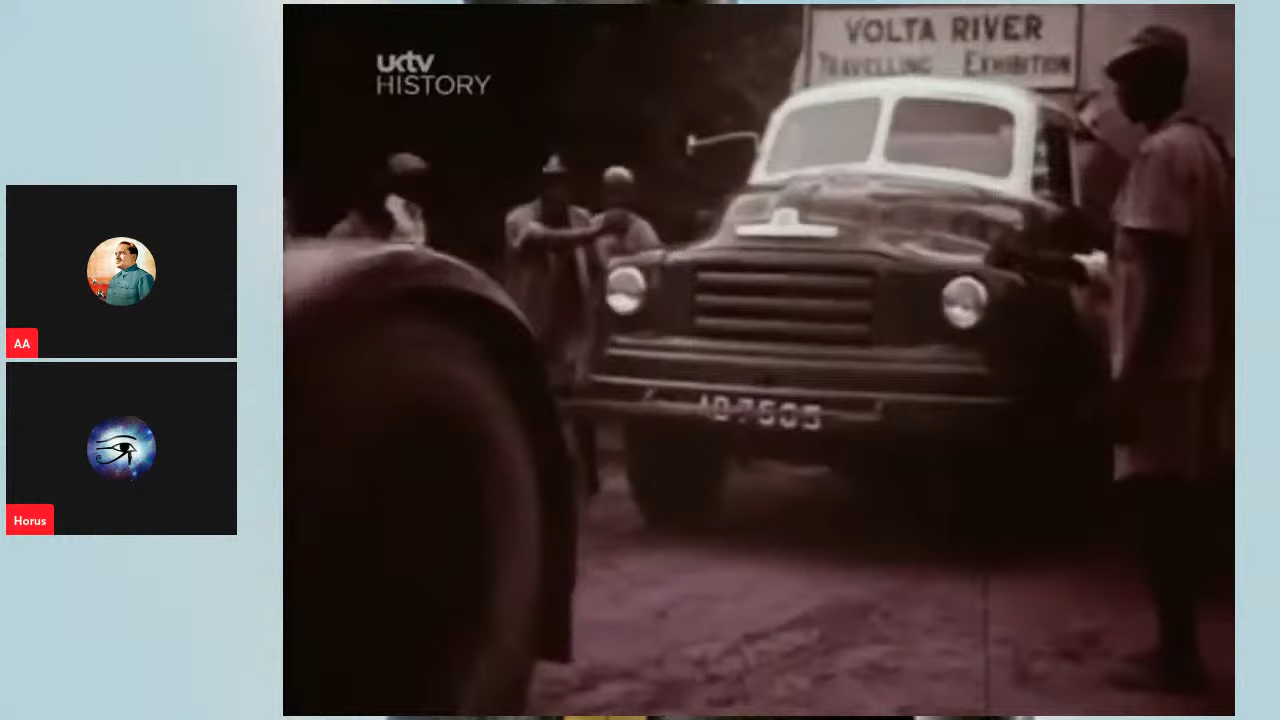 uktv
HISTORY
VOLTA RIVER
TRAVELLING EXHIBITION
AA
Horus